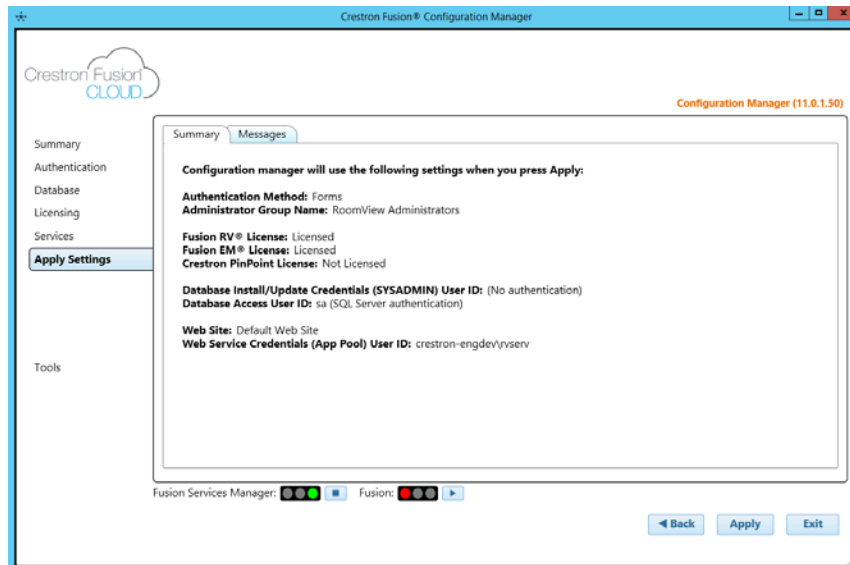 Crestron Fusion® Configuration Manager
Crestron Fusion
CLOUD
Configuration Manager (11.0.1.50)
Summary
Authentication
Database
Licensing
Services
Apply Settings
Tools
Summary
Messages
Configuration manager will use the following settings when you press Apply:
Authentication Method: Forms
Administrator Group Name: RoomView Administrators
Fusion RV® License: Licensed
Fusion EM® License: Licensed
Crestron PinPoint License: Not Licensed
Database Install/Update Credentials (SYSADMIN) User ID: (No authentication)
Database Access User ID: sa (SQL Server authentication)
Web Site: Default Web Site
Web Service Credentials (App Pool) User ID: crestron-engdev\rvserv
Fusion Services Manager:
Fusion:
Back
Apply
Exit